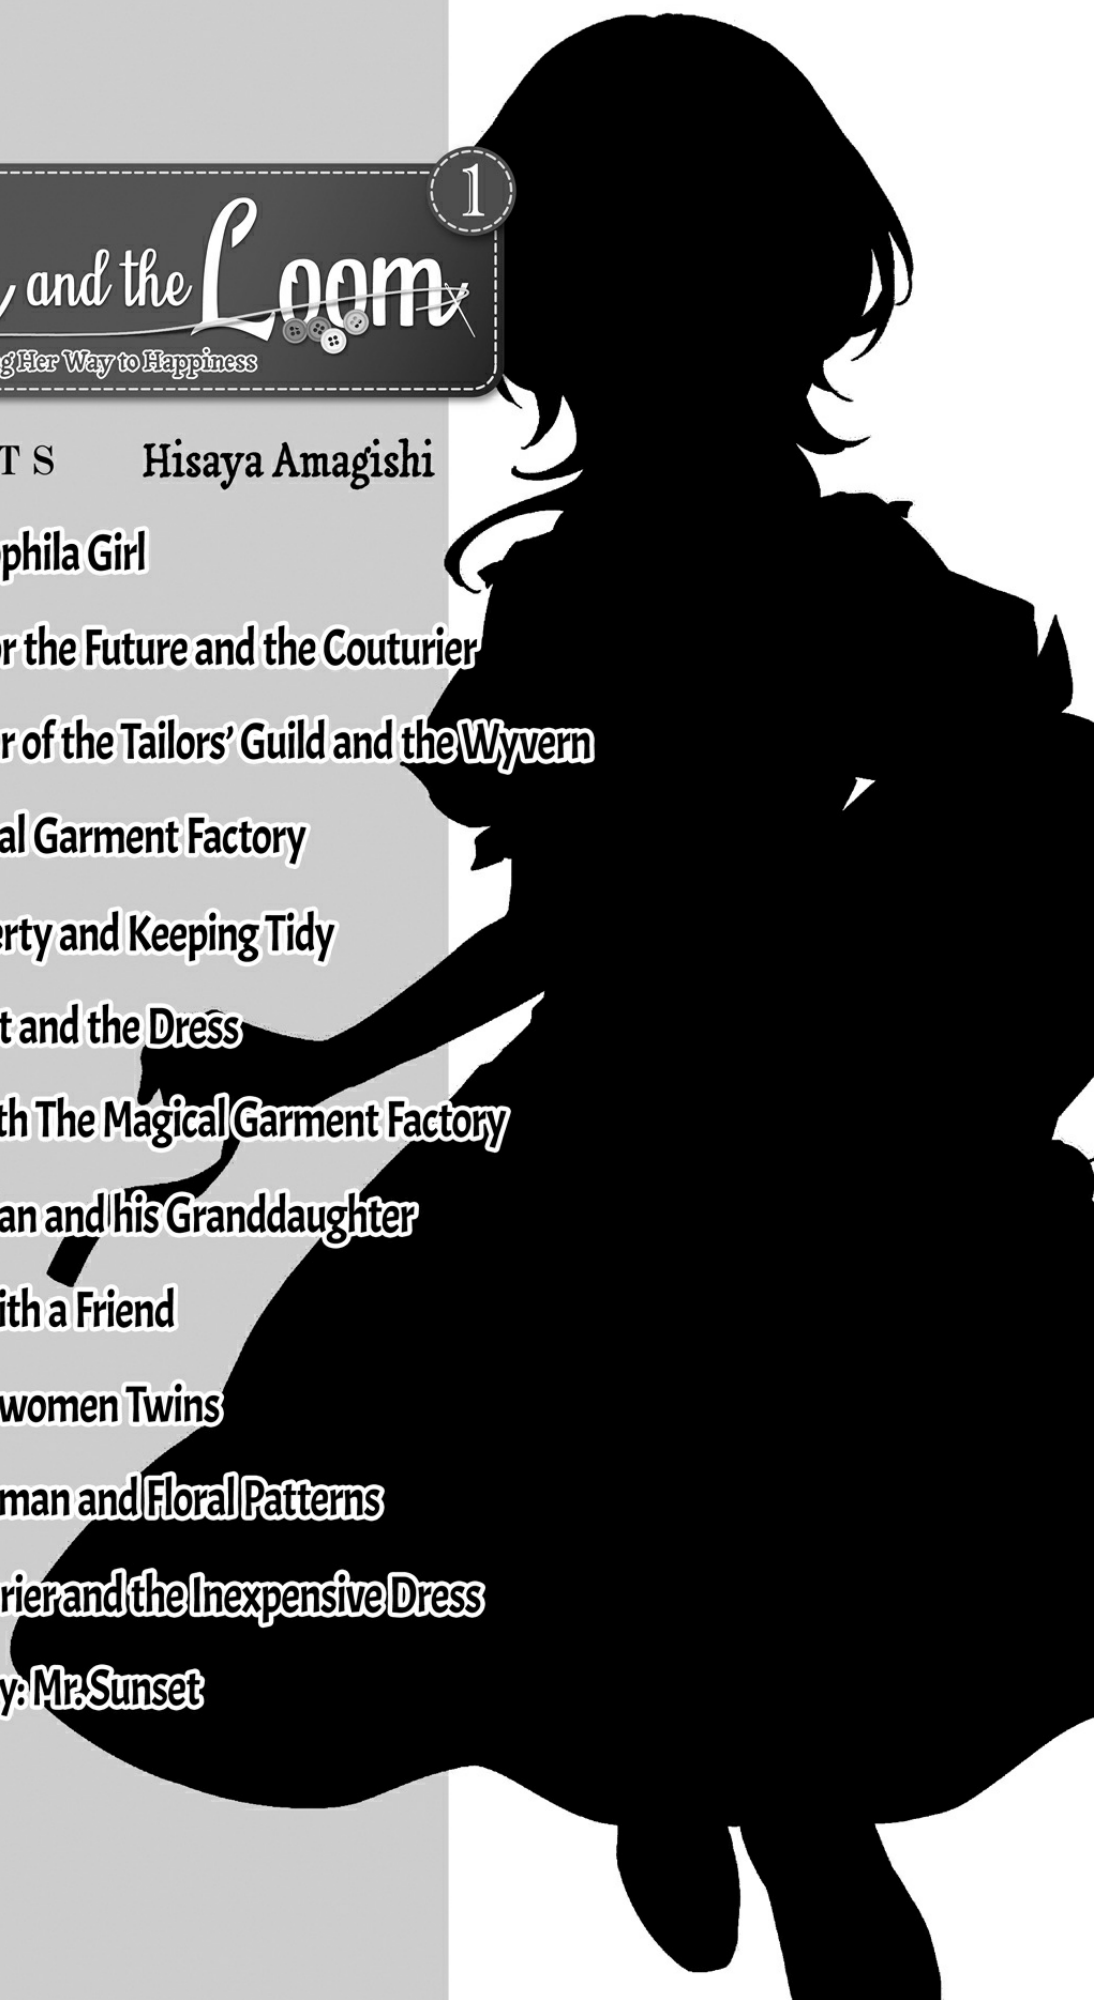 1
and the Loom
g Her Way to Happiness
T S Hisaya Amagishi
phila Girl
r the Future and the Couturier
r of the Tailors' Guild and the Wyvern
al Garment Factory
erty and Keeping Tidy
t and the Dress
th The Magical Garment Factory
an and his Granddaughter
ith a Friend
women Twins
man and Floral Patterns
rier and the Inexpensive Dress
y: Mr. Sunset